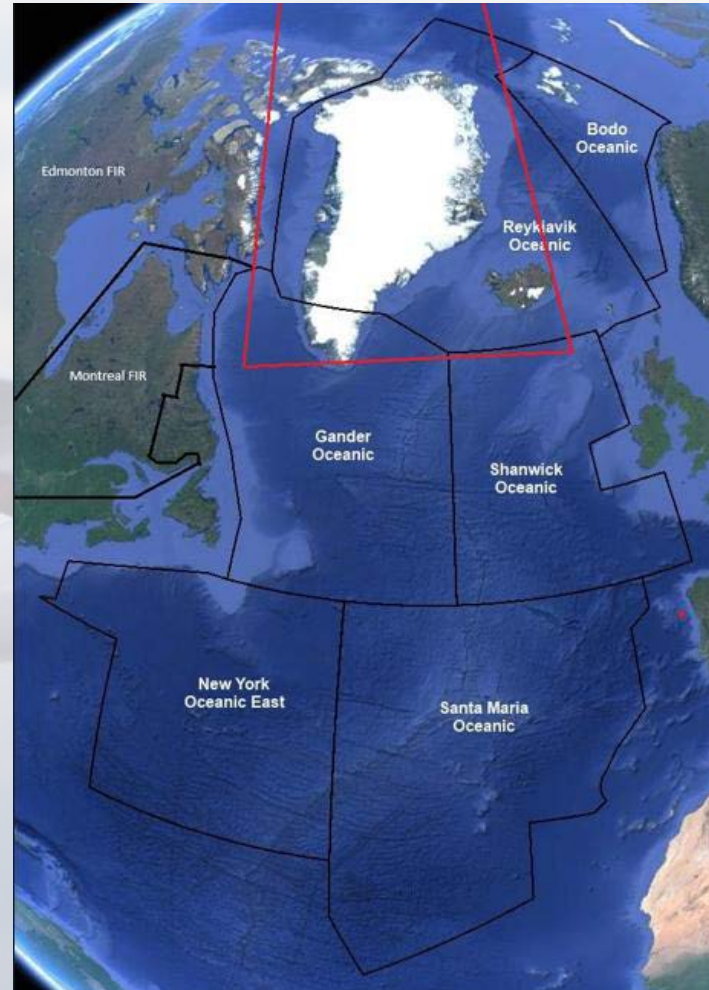 Bodo
Oceanic
Edmonton FIR
Reykjavik
Oceanic
Montreal FIR
Gander
Oceanic
Shanwick
Oceanic
New York
Oceanic East
Santa Maria
Oceanic